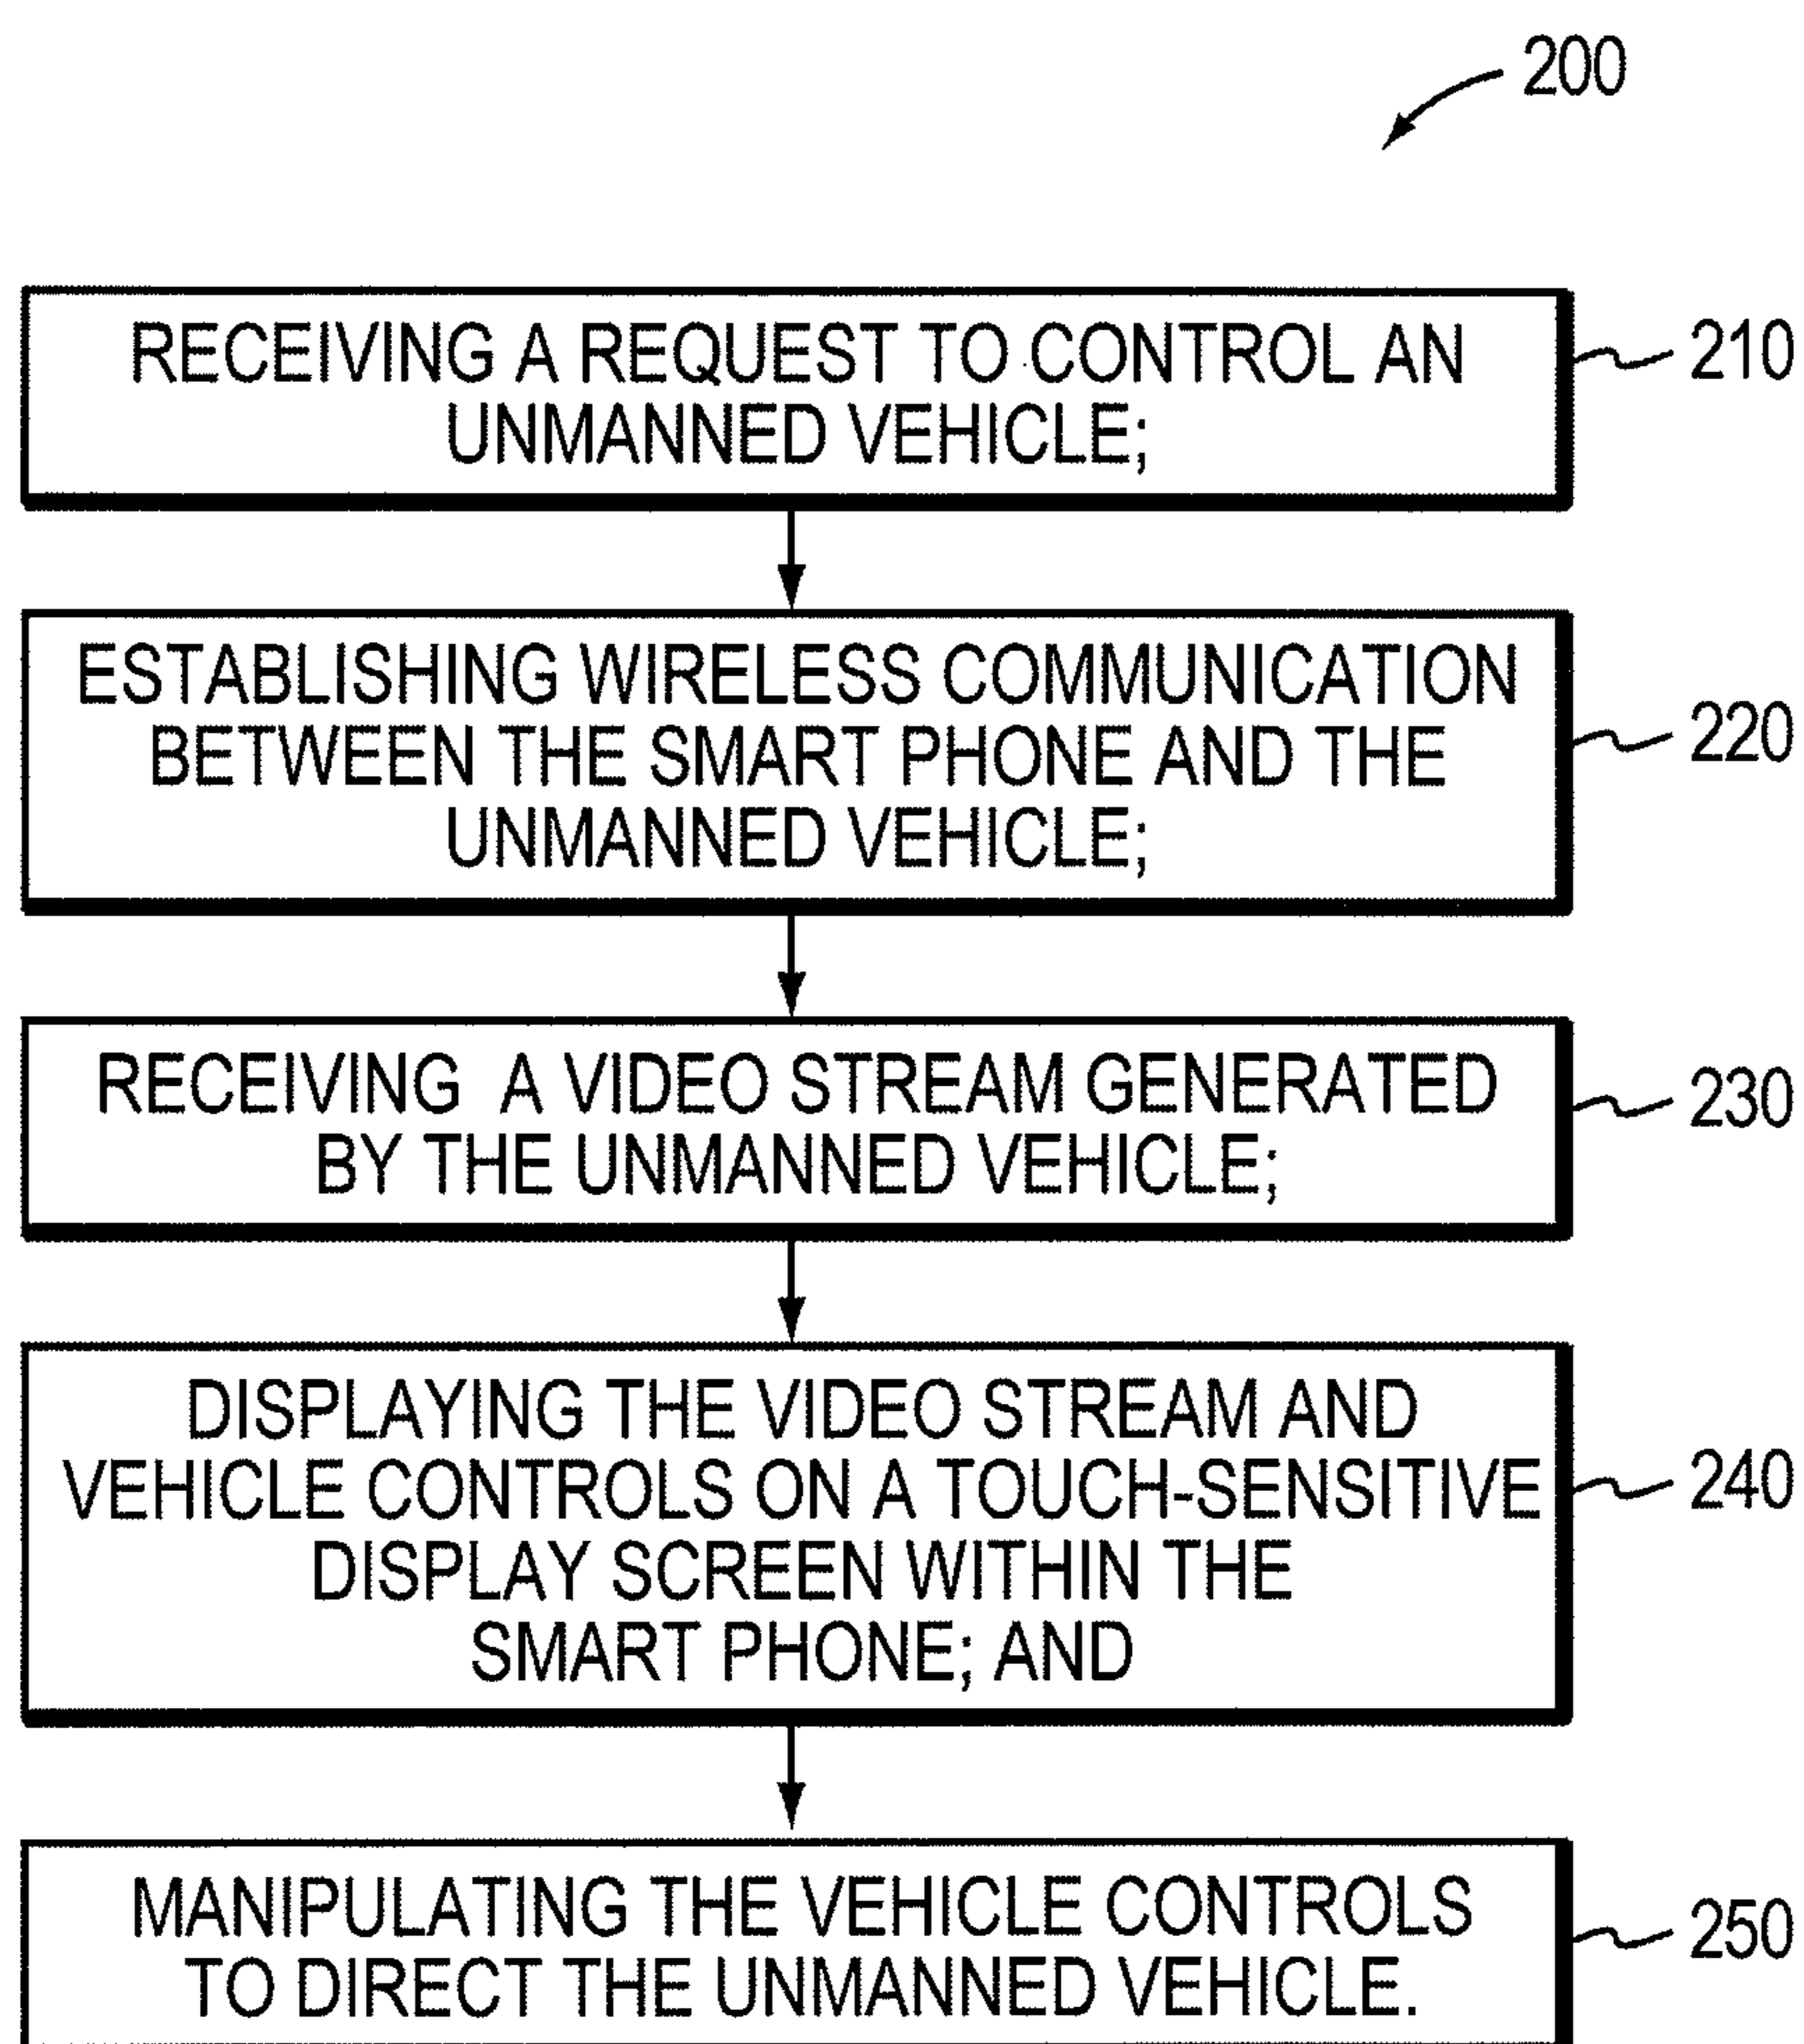 200
RECEIVING A REQUEST TO CONTROL AN
UNMANNED VEHICLE;
210
ESTABLISHING WIRELESS COMMUNICATION
BETWEEN THE SMART PHONE AND THE
UNMANNED VEHICLE;
220
RECEIVING A VIDEO STREAM GENERATED
BY THE UNMANNED VEHICLE;
230
DISPLAYING THE VIDEO STREAM AND
VEHICLE CONTROLS ON A TOUCH-SENSITIVE
DISPLAY SCREEN WITHIN THE
SMART PHONE; AND
240
MANIPULATING THE VEHICLE CONTROLS
TO DIRECT THE UNMANNED VEHICLE.
250